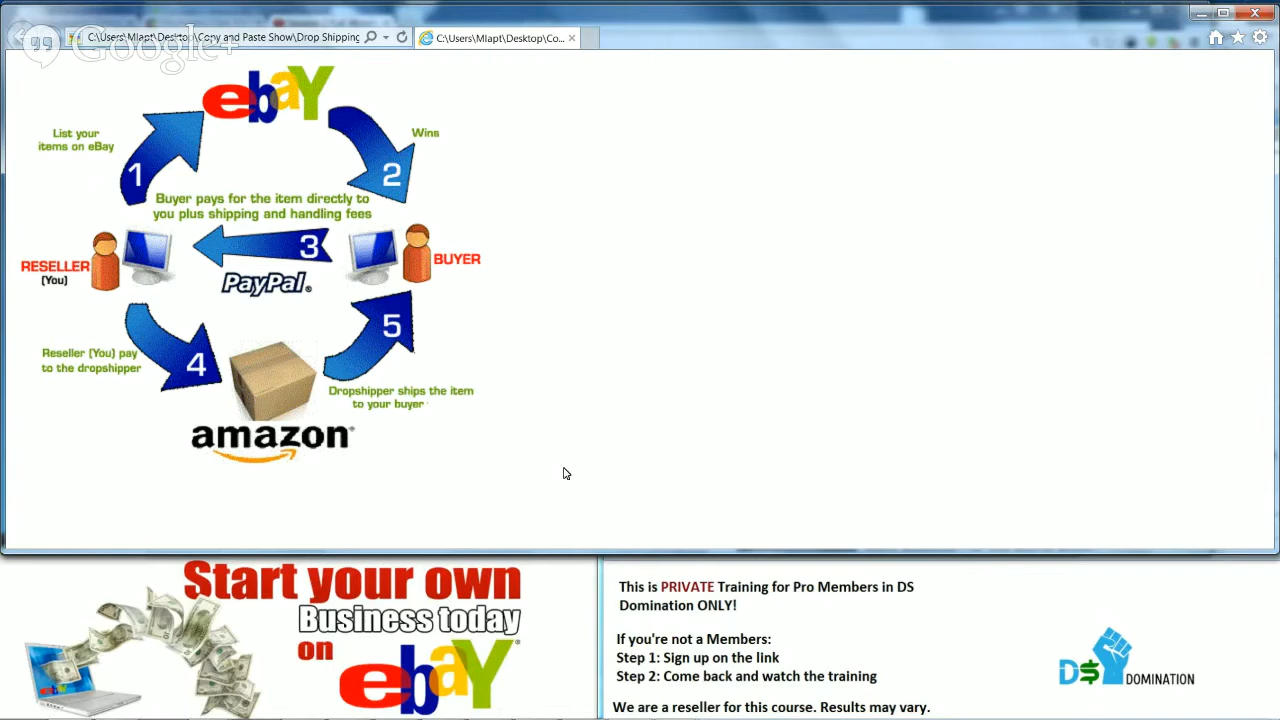 Google+
C:\Users\Mlapt\Desktop\Copy and Paste Show\Drop Shipping
C:\Users\Mlapt\Desktop\Co...
ebay
List your
items on eBay
1
Wins
2
Buyer pays for the item directly to
you plus shipping and handling fees
3
PayPal®
RESELLER
(You)
BUYER
Reseller (You) pay
to the dropshipper
4
5
Dropshipper ships the item
to your buyer
amazon®
Start your own
Business today
on
ebay®
This is PRIVATE Training for Pro Members in DS
Domination ONLY!
If you're not a Members:
Step 1: Sign up on the link
Step 2: Come back and watch the training
We are a reseller for this course. Results may vary.
D$ DOMINATION